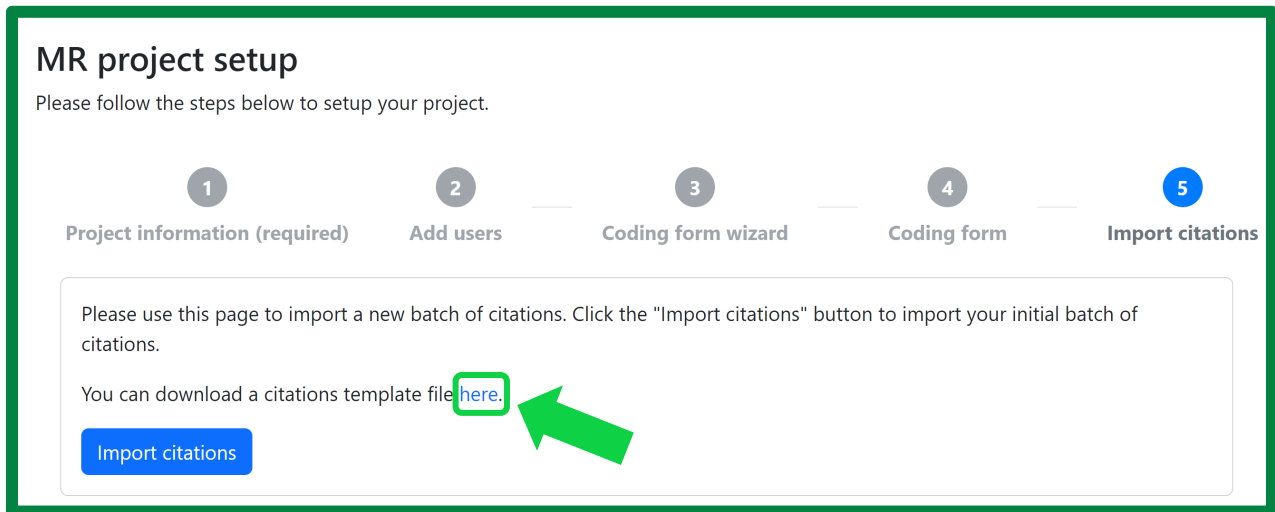 MR project setup
Please follow the steps below to setup your project.
1
2
3
4
5
Project information (required)
Add users
Coding form wizard
Coding form
Import citations
Please use this page to import a new batch of citations. Click the "Import citations" button to import your initial batch of
citations.
You can download a citations template file here.
Import citations